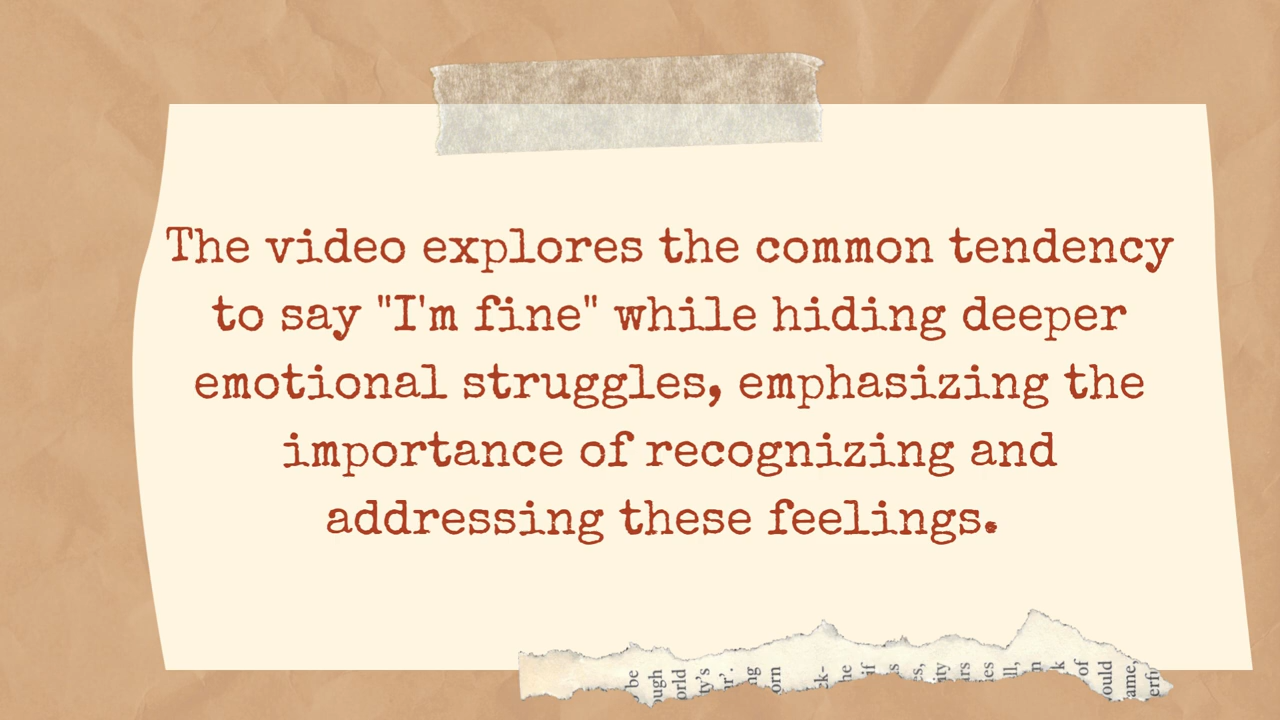 The video explores the common tendency
to say "I'm fine" while hiding deeper
emotional struggles, emphasizing the
importance of recognizing and
addressing these feelings.